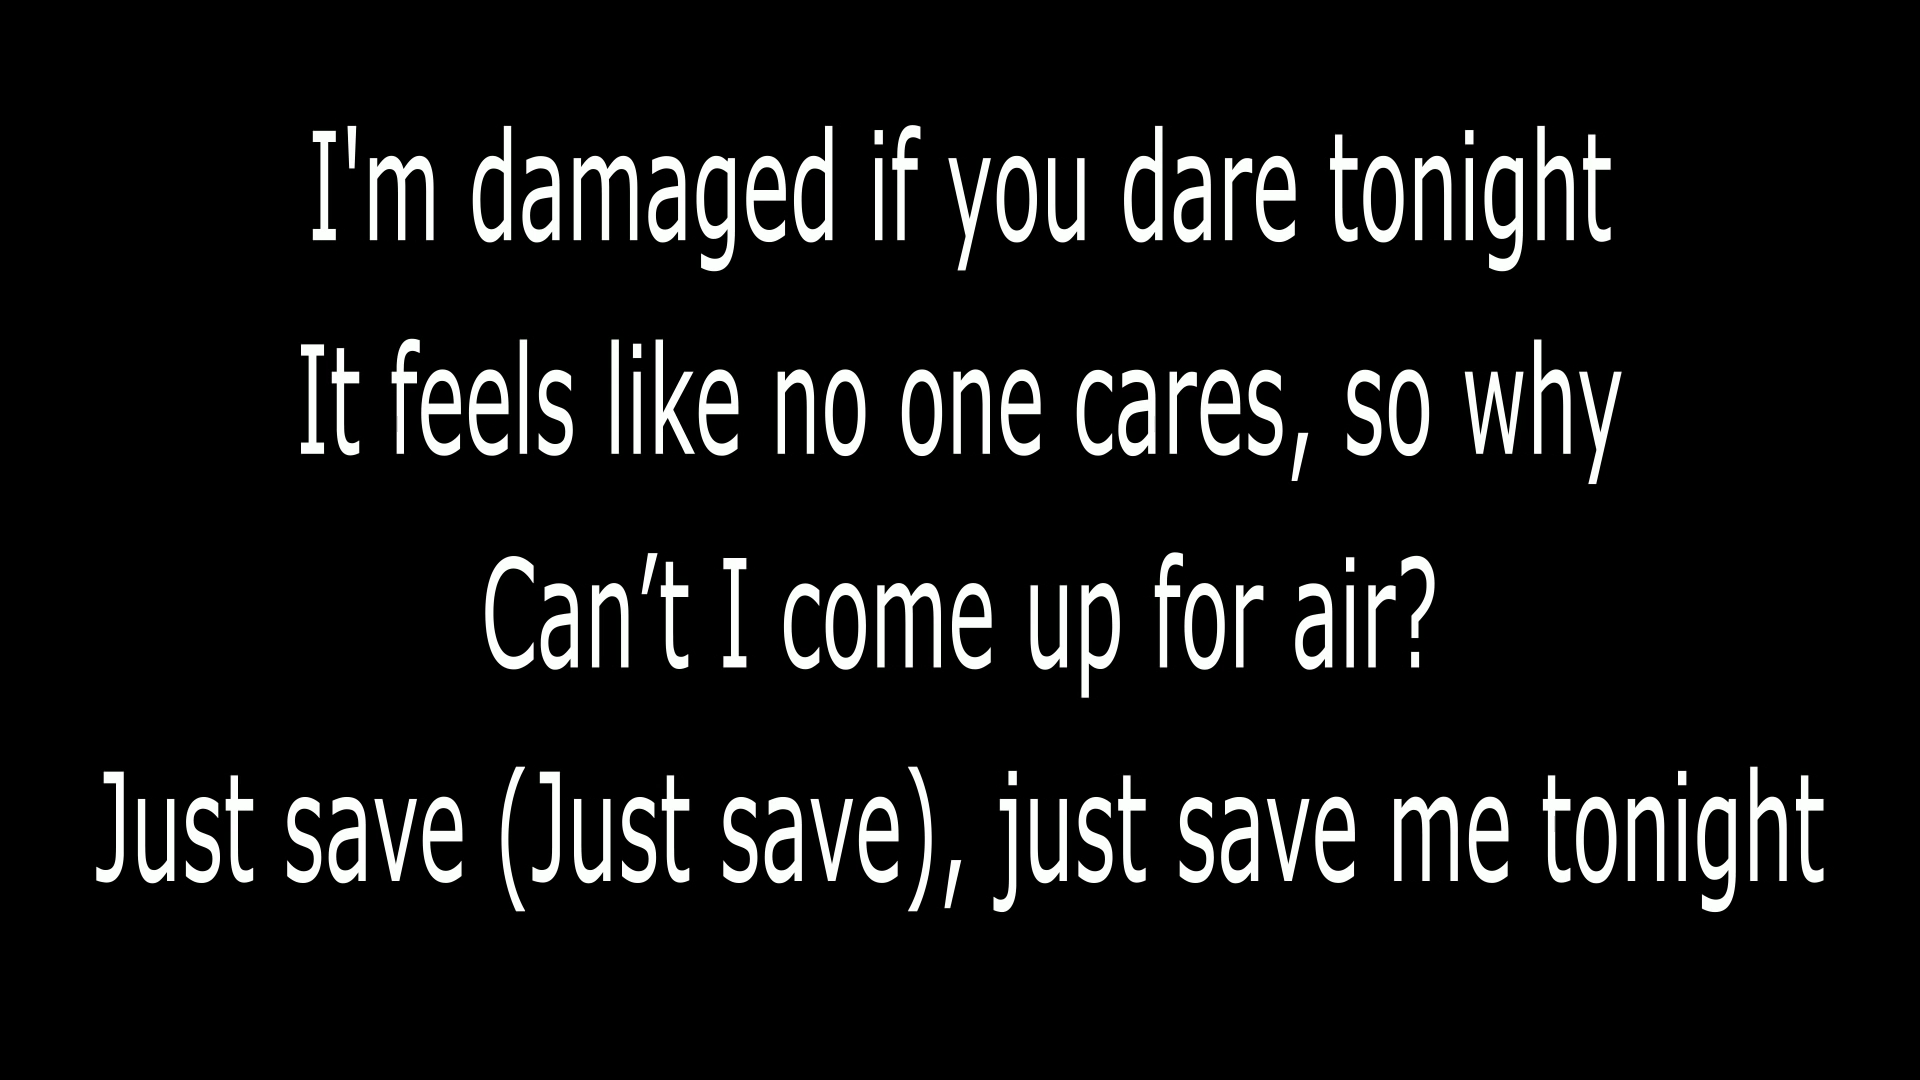 I'm damaged if you dare tonight
It feels like no one cares, so why
Can’t I come up for air?
Just save (Just save), just save me tonight